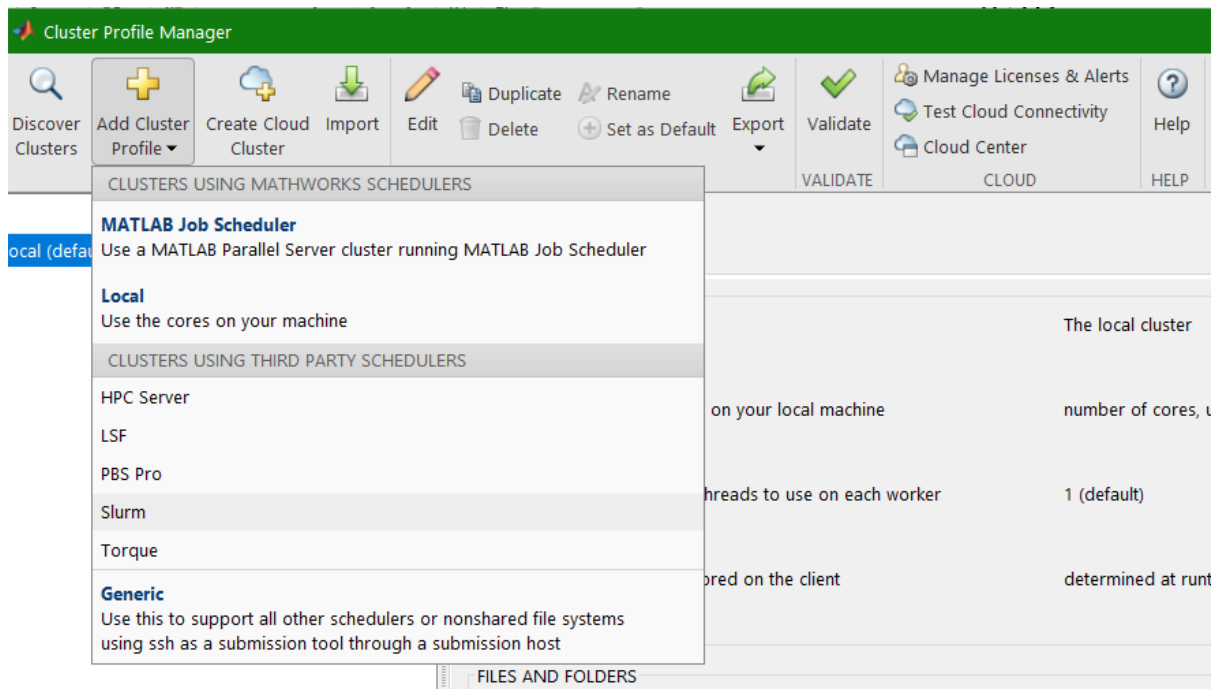 Cluster Profile Manager
Discover Clusters
Add Cluster Profile
Create Cloud Cluster
Import
Edit
Duplicate
Delete
Rename
Set as Default
Export
Validate
VALIDATE
Manage Licenses & Alerts
Test Cloud Connectivity
Cloud Center
CLOUD
Help
HELP
CLUSTERS USING MATHWORKS SCHEDULERS
MATLAB Job Scheduler
Use a MATLAB Parallel Server cluster running MATLAB Job Scheduler
Local
Use the cores on your machine
CLUSTERS USING THIRD PARTY SCHEDULERS
HPC Server
LSF
PBS Pro
Slurm
Torque
Generic
Use this to support all other schedulers or nonshared file systems
using ssh as a submission tool through a submission host
ocal (defau
The local cluster
on your local machine
number of cores, u
hreads to use on each worker
1 (default)
ored on the client
determined at runt
FILES AND FOLDERS